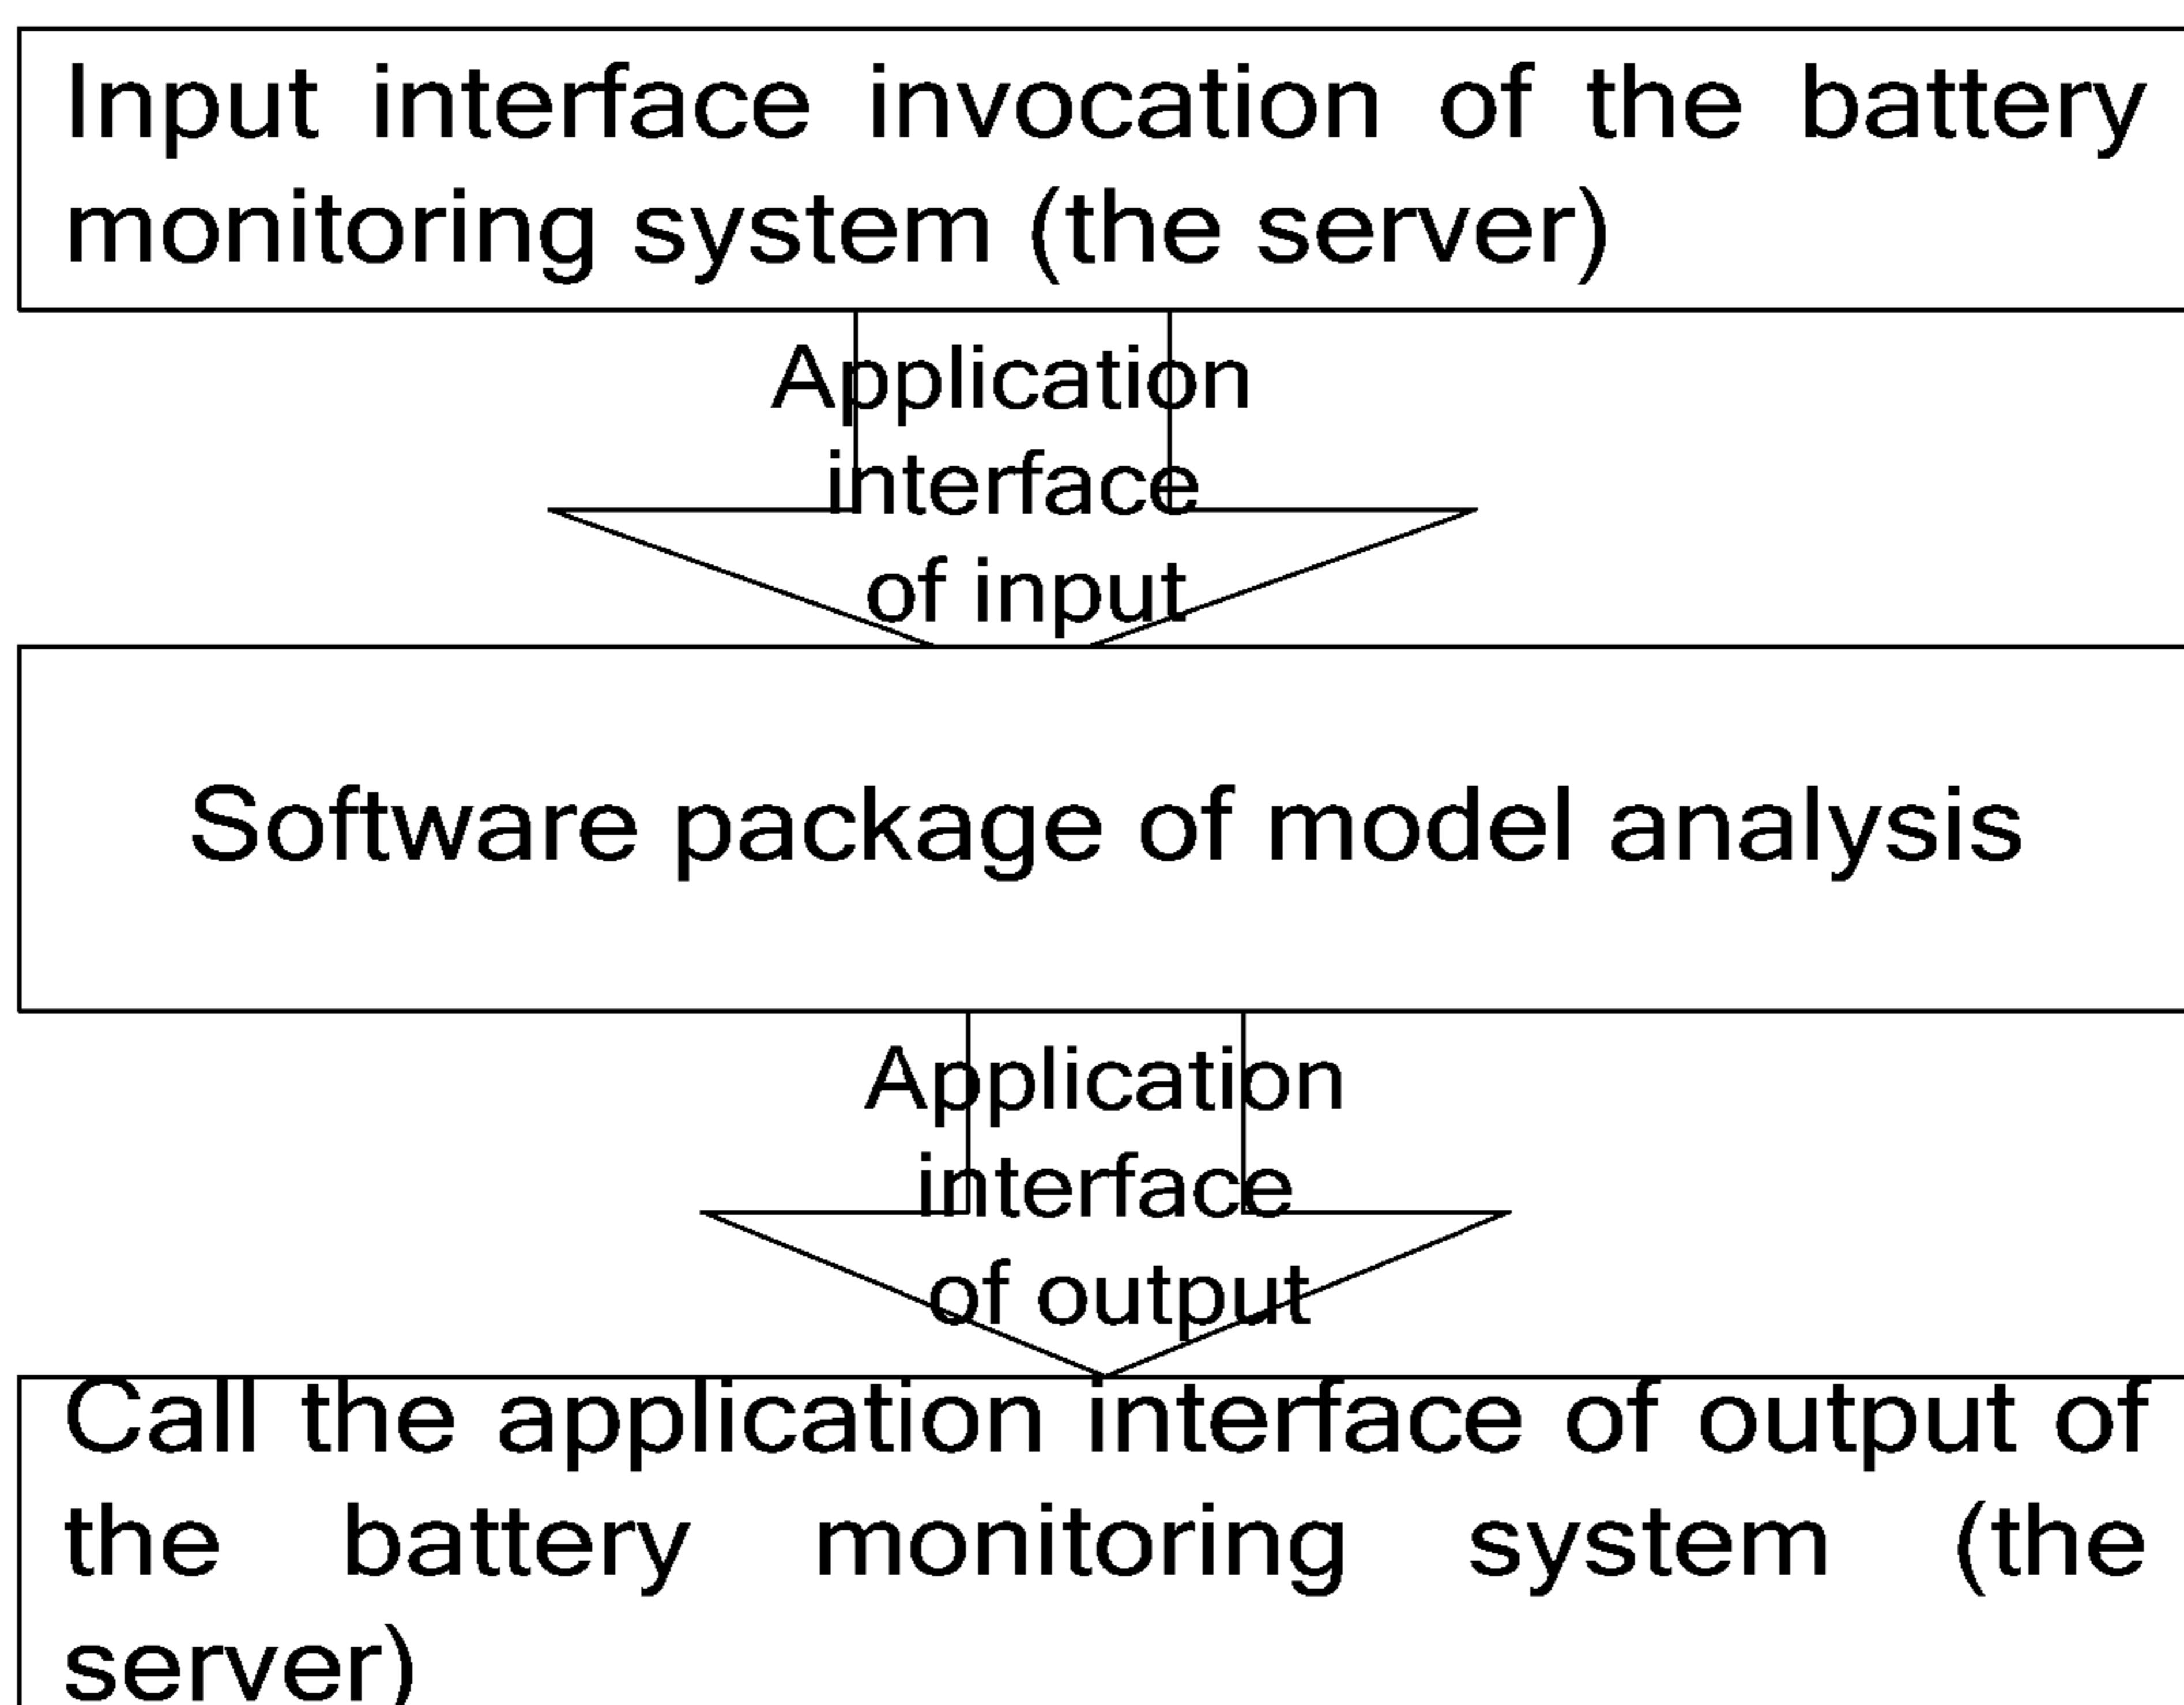 Input interface invocation of the battery
monitoring system (the server)
Application
interface
of input
Software package of model analysis
Application
interface
of output
Call the application interface of output of
the battery monitoring system (the
server)